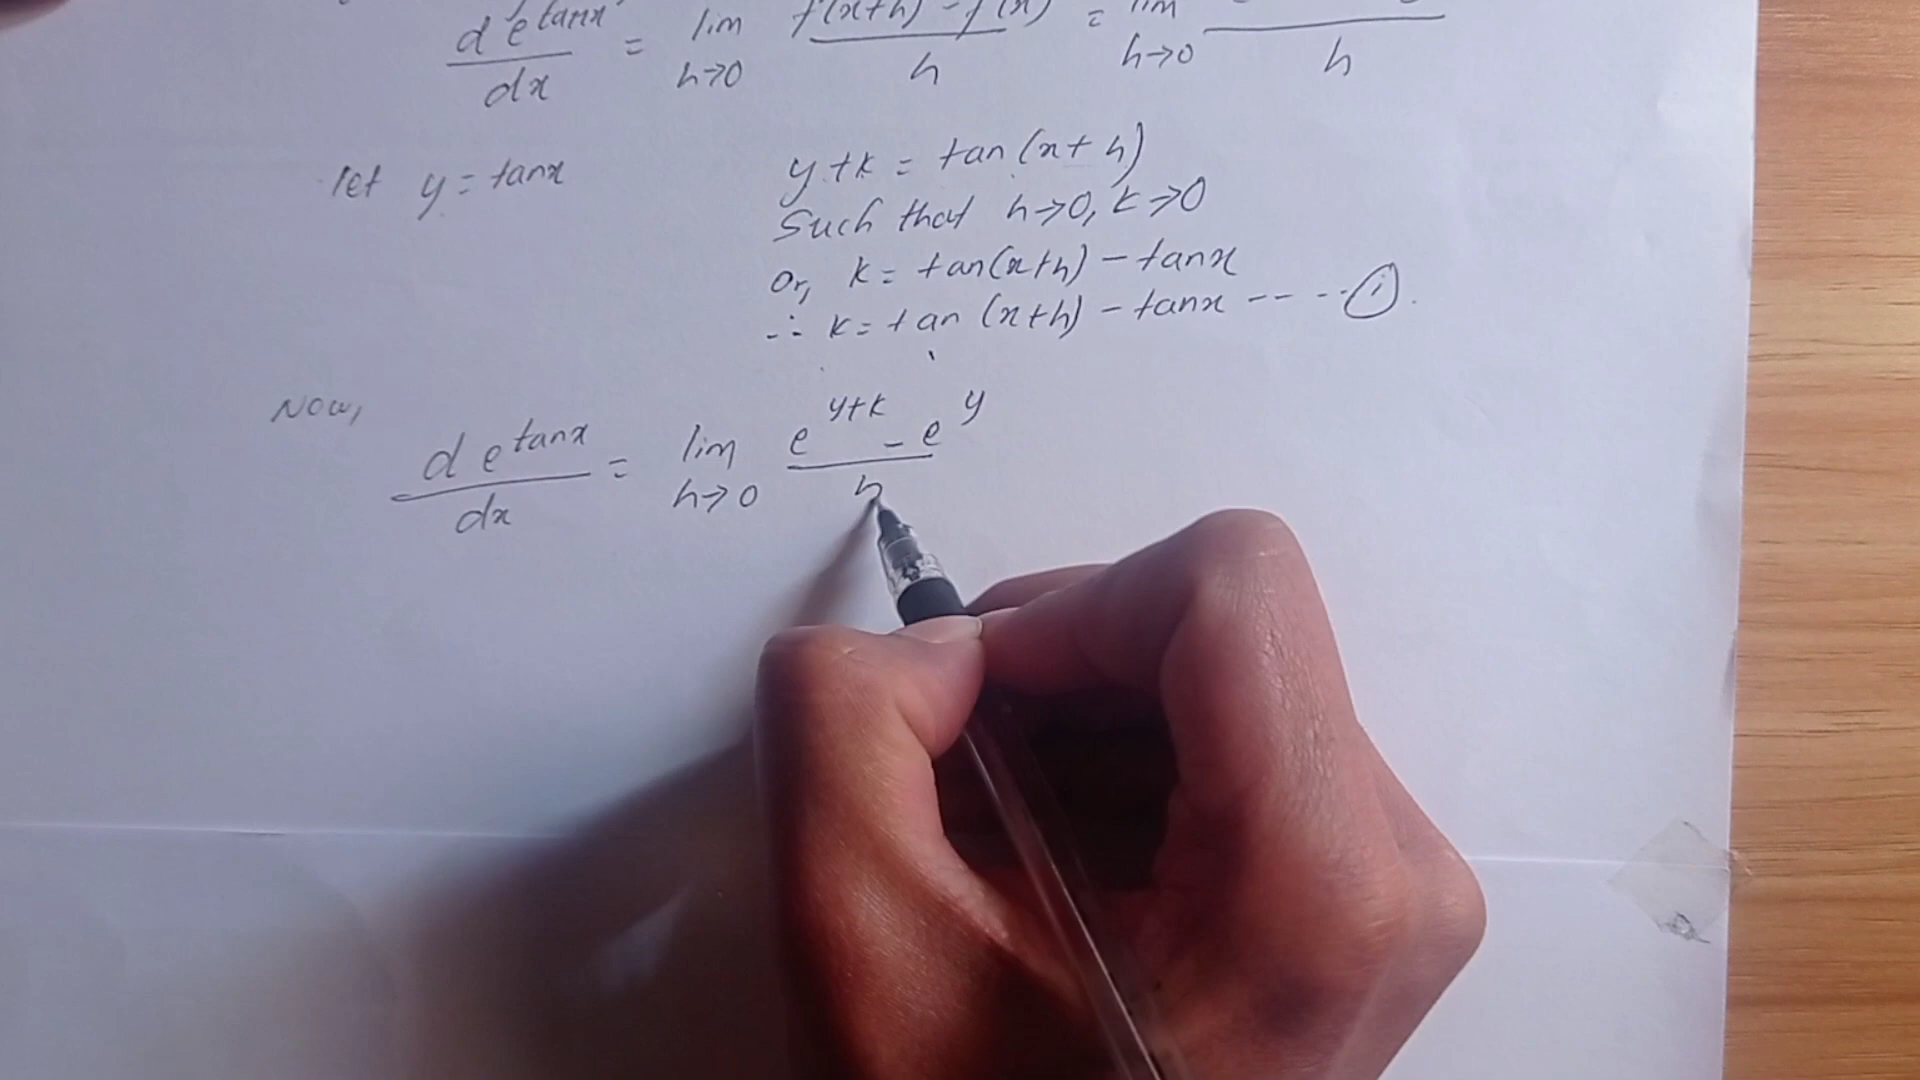 d e^tanx / dx = lim h→0 f(x+h) - f(x) / h = lim h→0 / h
let y = tanx
y+k = tan(x+h)
Such that h→0, k→0
Or, k = tan(x+h) - tanx
∴ k = tan (x+h) - tanx ---- (i).
Now,
d e^tanx / dx = lim h→0 e^y+k - e^y / h